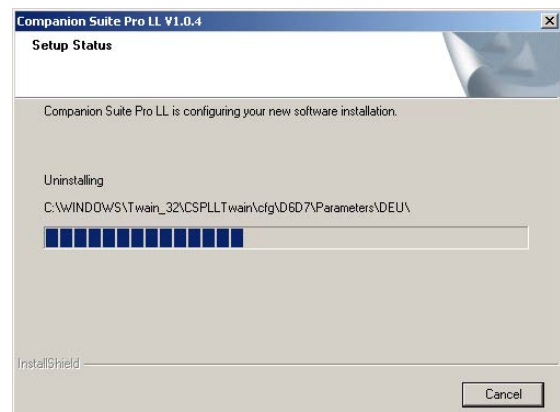 Companion Suite Pro LL V1.0.4
Setup Status
Companion Suite Pro LL is configuring your new software installation.
Uninstalling
C:\WINDOWS\Twain_32\CSPLLTwain\cfg\D6D7\Parameters\DEU\
InstallShield
Cancel